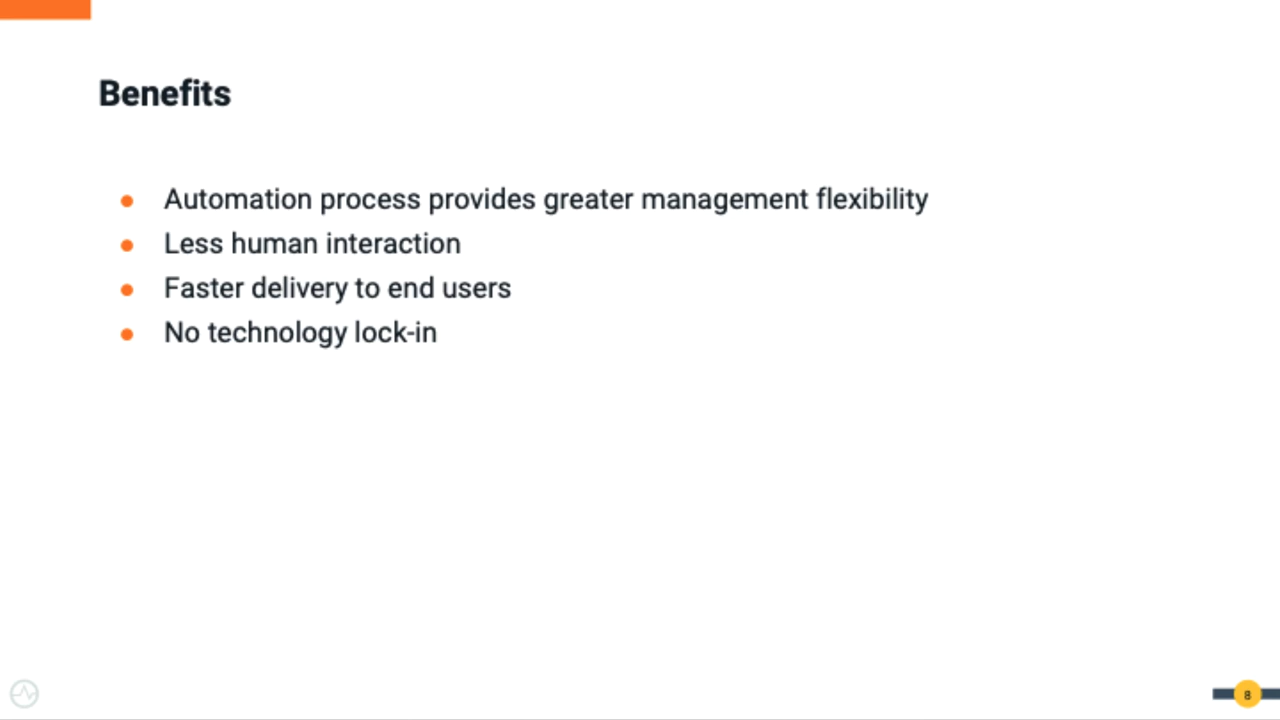 Benefits
Automation process provides greater management flexibility
Less human interaction
Faster delivery to end users
No technology lock-in
8